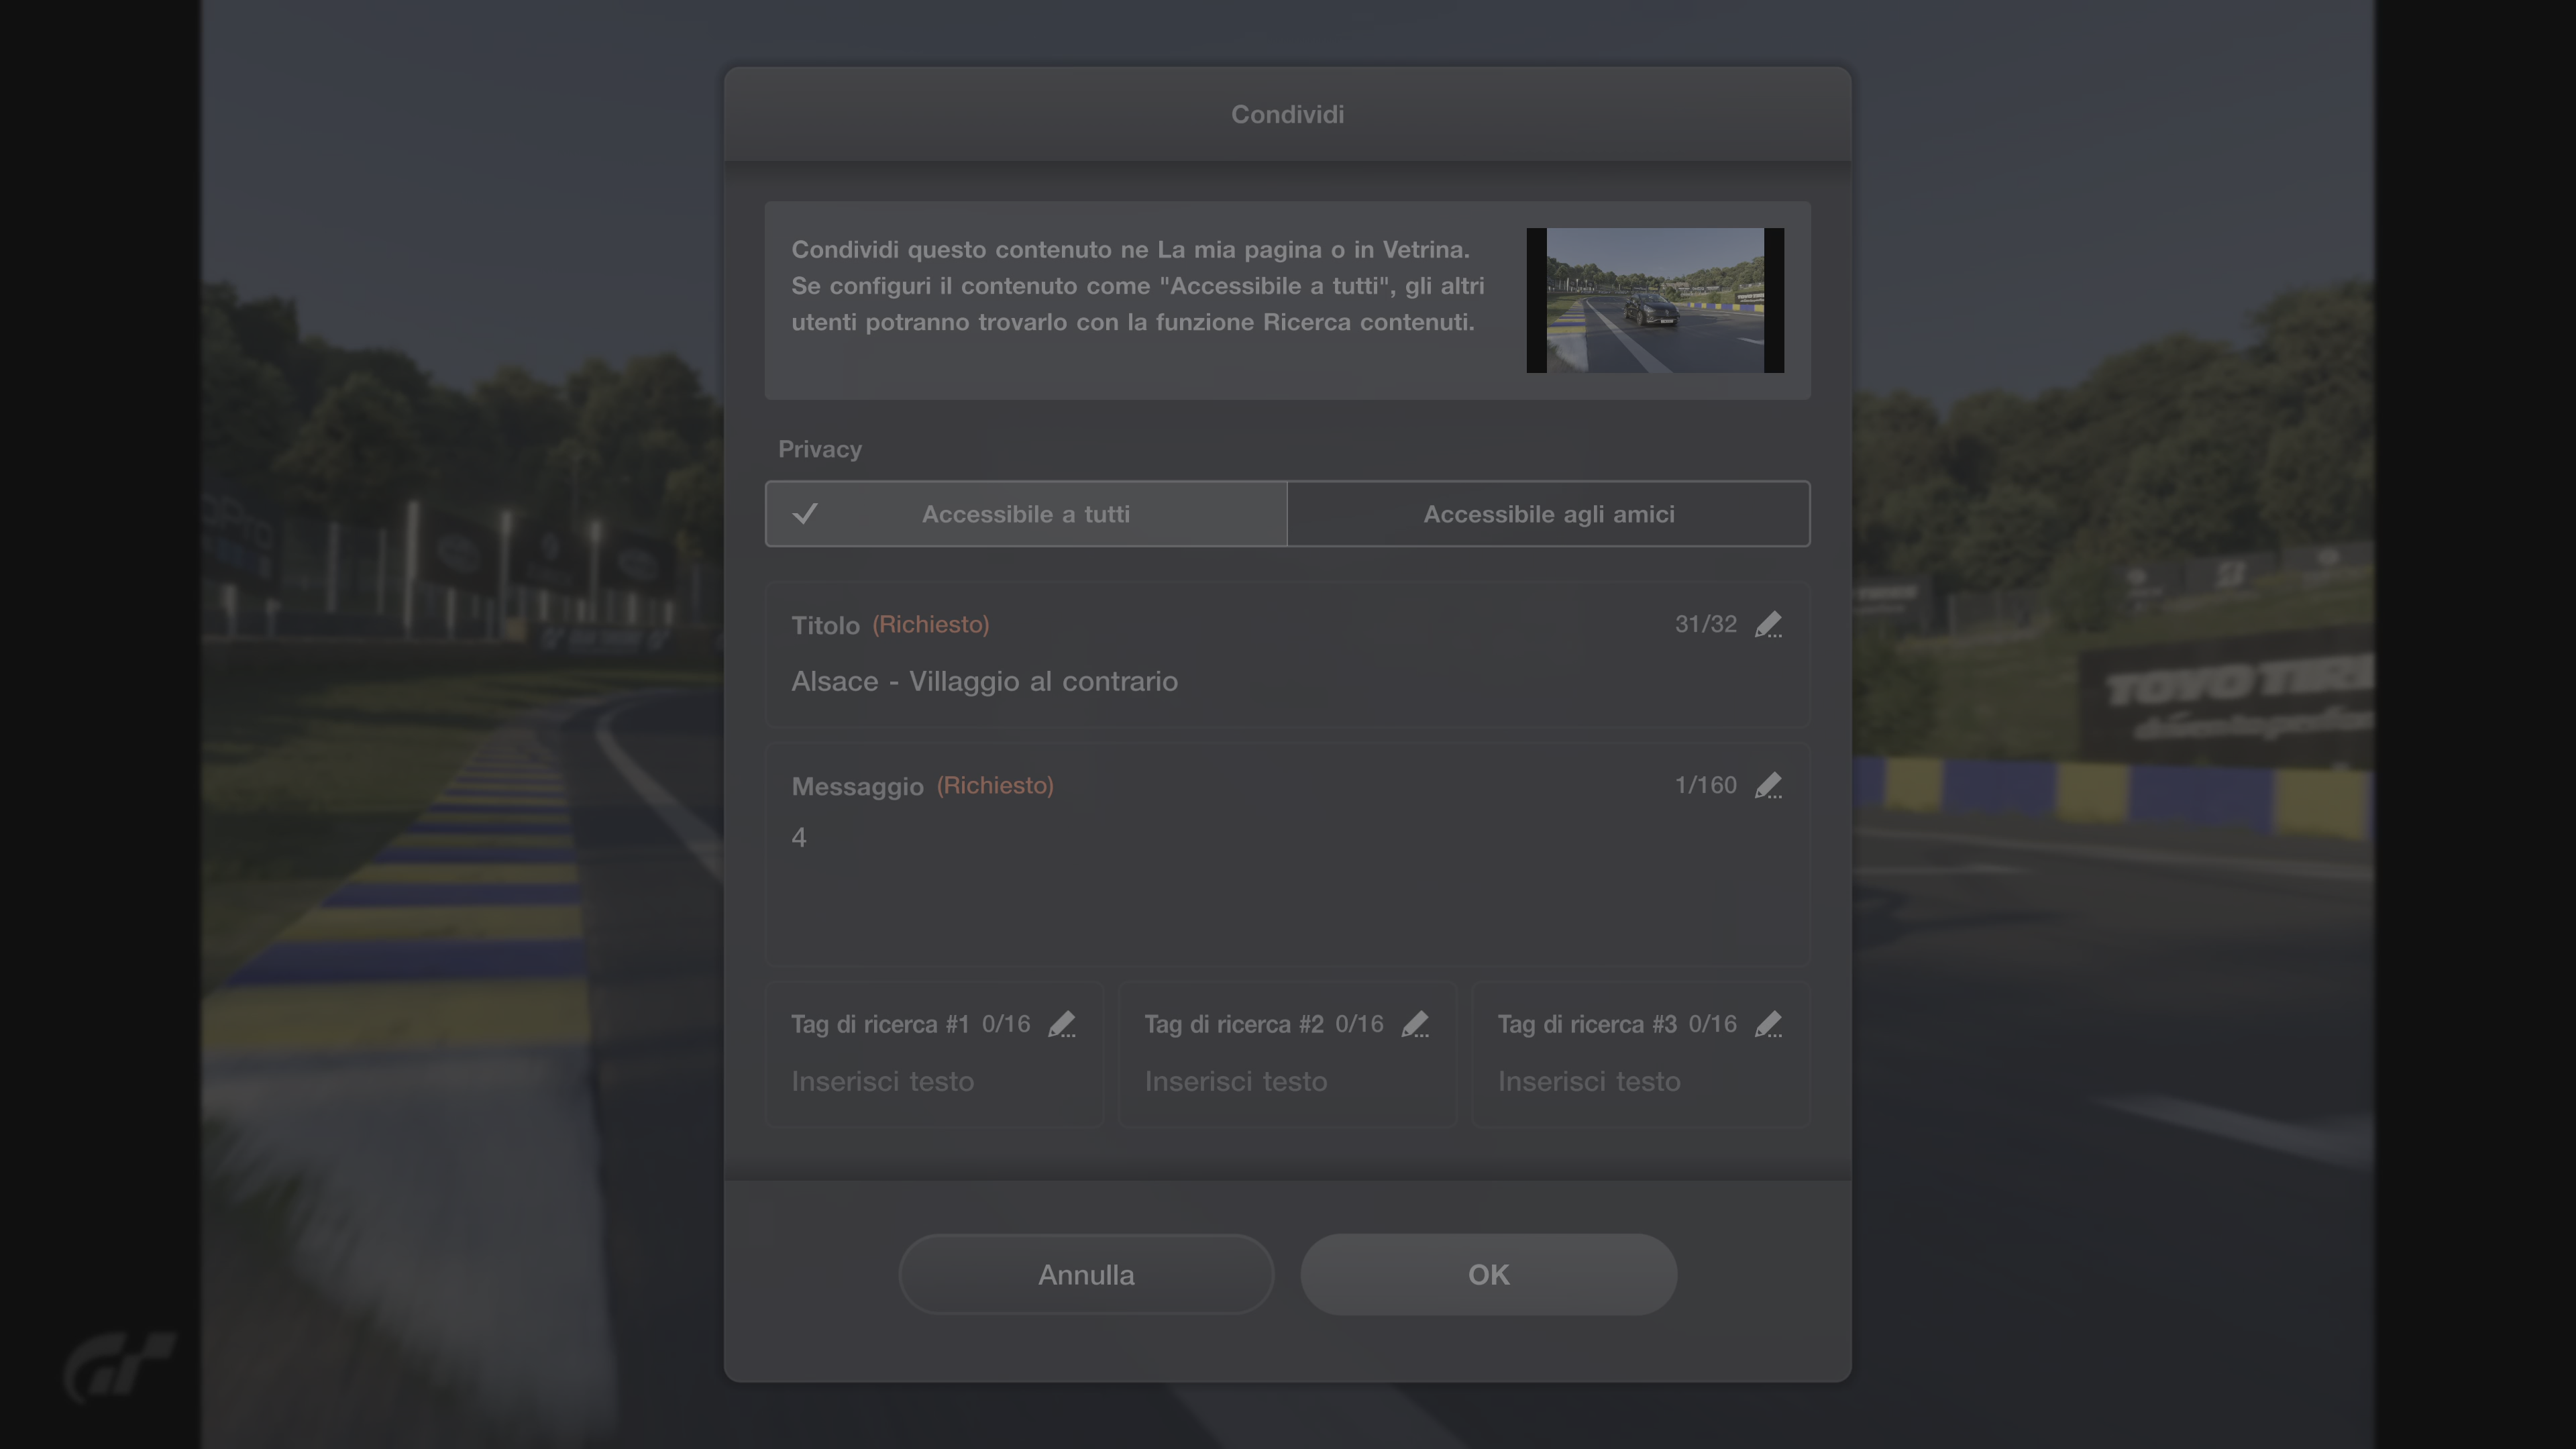 Condividi
Condividi questo contenuto ne La mia pagina o in Vetrina.
Se configuri il contenuto come "Accessibile a tutti", gli altri
utenti potranno trovarlo con la funzione Ricerca contenuti.
Privacy
Accessibile a tutti
Accessibile agli amici
Titolo (Richiesto) 31/32
Alsace - Villaggio al contrario
Messaggio (Richiesto) 1/160
4
Tag di ricerca #1 0/16
Inserisci testo
Tag di ricerca #2 0/16
Inserisci testo
Tag di ricerca #3 0/16
Inserisci testo
Annulla
OK
TOYO TIRE
GT